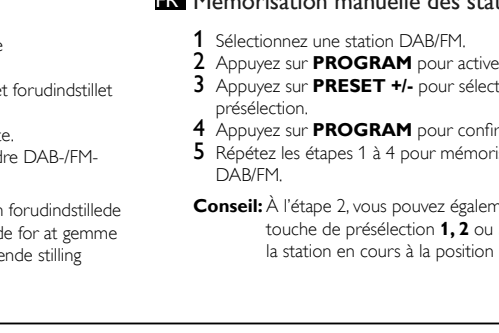 e
t forudindstillet
e.
dre DAB-/FM-
n forudindstillede
de for at gemme
ende stilling
FR Mémorisation manuelle des stat
1 Sélectionnez une station DAB/FM.
2 Appuyez sur PROGRAM pour active
3 Appuyez sur PRESET +/- pour sélect
présélection.
4 Appuyez sur PROGRAM pour confir
5 Répétez les étapes 1 à 4 pour mémori
DAB/FM.
Conseil: À l'étape 2, vous pouvez égalem
touche de présélection 1, 2 ou
la station en cours à la position